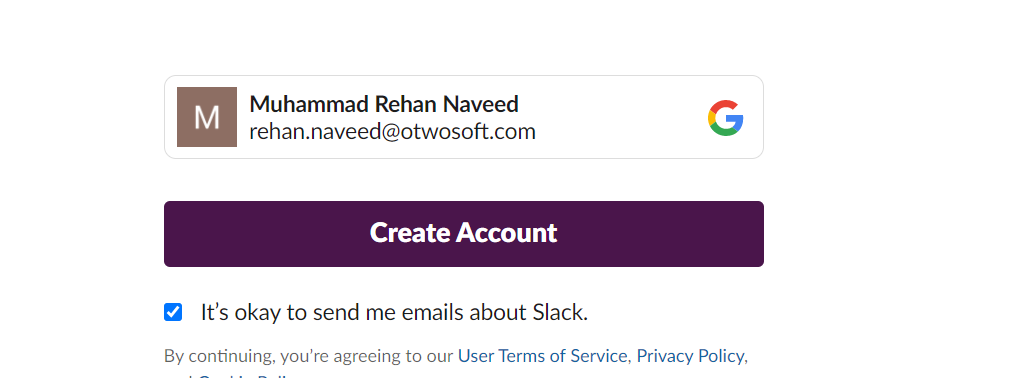 M
Muhammad Rehan Naveed
rehan.naveed@otwosoft.com
Create Account
It's okay to send me emails about Slack.
By continuing, you're agreeing to our User Terms of Service, Privacy Policy,